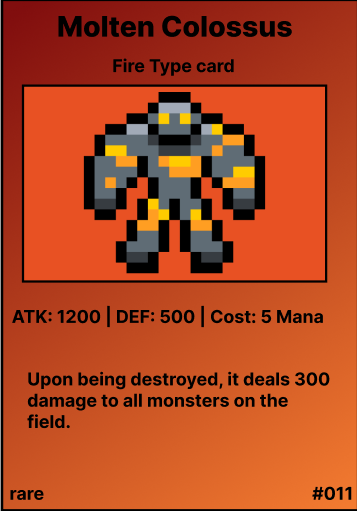 Molten Colossus
Fire Type card
ATK: 1200 | DEF: 500 | Cost: 5 Mana
Upon being destroyed, it deals 300
damage to all monsters on the
field.
rare
#011